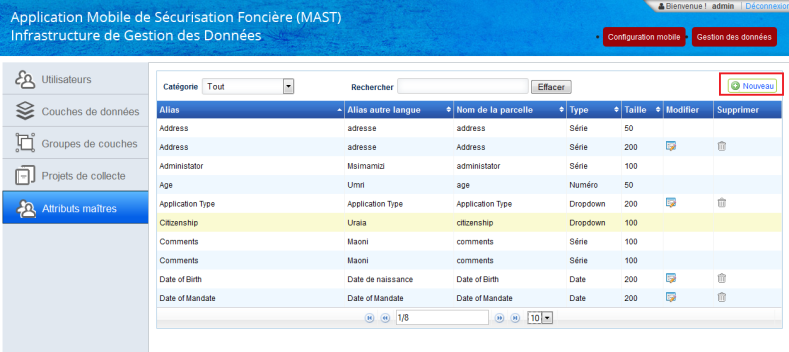 Bienvenue ! admin Déconnexion
Application Mobile de Sécurisation Foncière (MAST)
Infrastructure de Gestion des Données
Configuration mobile
Gestion des données
Utilisateurs
Couches de données
Groupes de couches
Projets de collecte
Attributs maîtres
Catégorie Tout Rechercher Effacer Nouveau
Alias Alias autre langue Nom de la parcelle Type Taille Modifier Supprimer
Address adresse address Série 50
Address adresse Address Série 200
Administator Msimamizi administator Série 100
Age Umri age Numéro 50
Application Type Application Type Application Type Dropdown 200
Citizenship Uraia citizenship Dropdown 100
Comments Maoni comments Série 100
Comments Maoni comments Série 100
Date of Birth Date de naissance Date of Birth Date 200
Date of Mandate Date of Mandate Date of Mandate Date 200
1/8 10